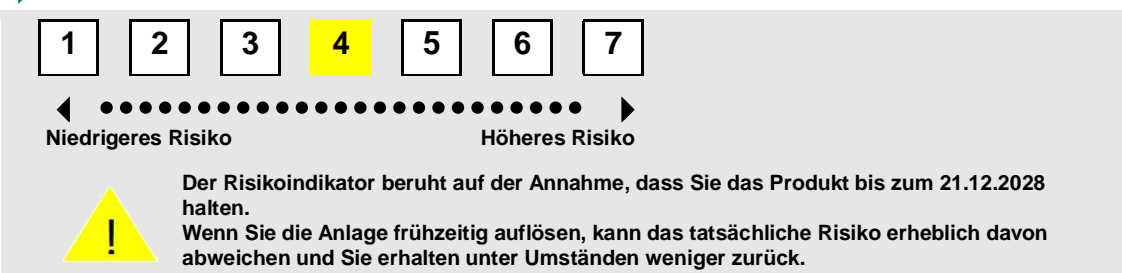 1 2 3 4 5 6 7
Niedrigeres Risiko Höheres Risiko
Der Risikoindikator beruht auf der Annahme, dass Sie das Produkt bis zum 21.12.2028
halten.
Wenn Sie die Anlage frühzeitig auflösen, kann das tatsächliche Risiko erheblich davon
abweichen und Sie erhalten unter Umständen weniger zurück.
!